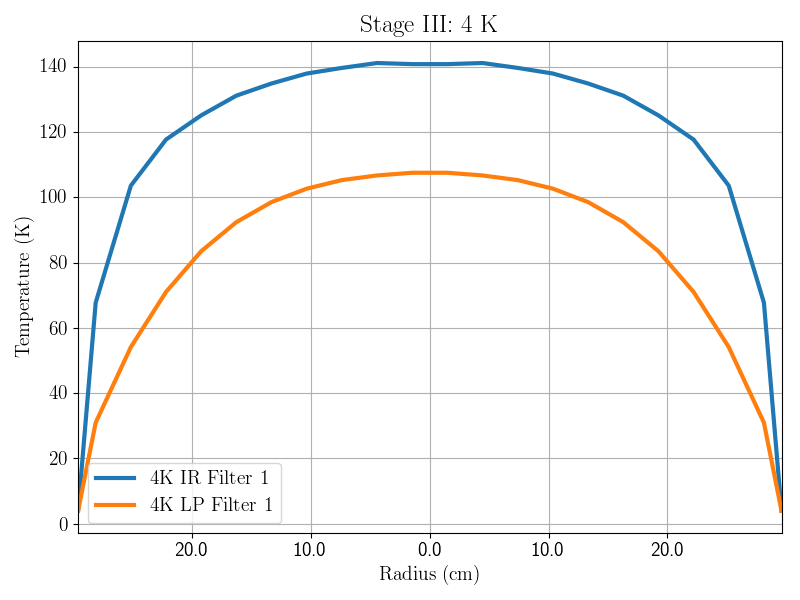 Stage III: 4 K
Temperature (K)
140
120
100
80
60
40
20
0
4K IR Filter 1
4K LP Filter 1
20.0 10.0 0.0 10.0 20.0
Radius (cm)